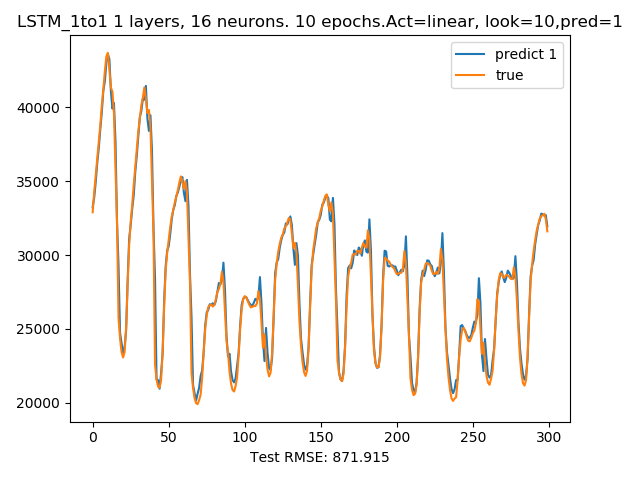 LSTM_1to1 1 layers, 16 neurons. 10 epochs.Act=linear, look=10,pred=1
predict 1
true
40000
35000
30000
25000
20000
0 50 100 150 200 250 300
Test RMSE: 871.915